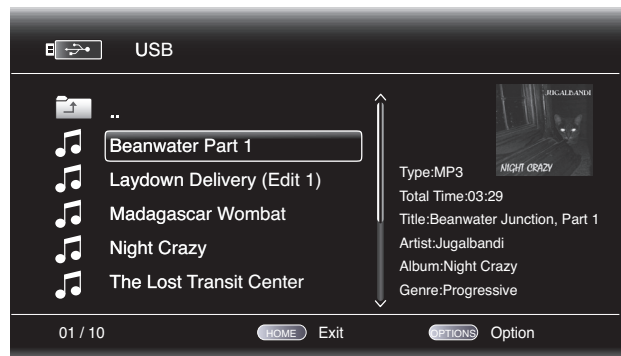 USB
..
Beanwater Part 1
Laydown Delivery (Edit 1)
Madagascar Wombat
Night Crazy
The Lost Transit Center
JUGALBANDI
NIGHT CRAZY
Type:MP3
Total Time:03:29
Title:Beanwater Junction, Part 1
Artist:Jugalbandi
Album:Night Crazy
Genre:Progressive
01 / 10
HOME Exit
OPTIONS Option